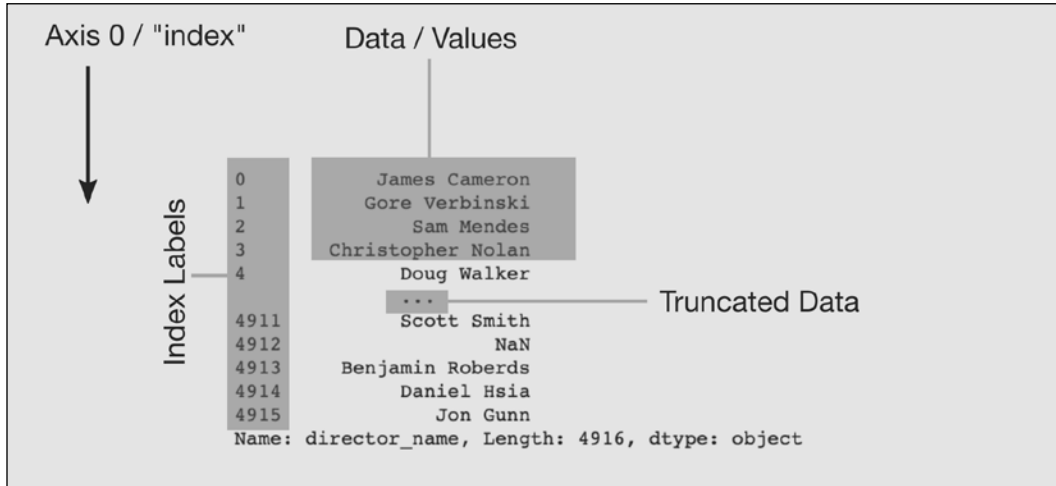 Axis 0 / "index"
Data / Values
Index Labels
0 James Cameron
1 Gore Verbinski
2 Sam Mendes
3 Christopher Nolan
4 Doug Walker
...
Truncated Data
4911 Scott Smith
4912 NaN
4913 Benjamin Roberds
4914 Daniel Hsia
4915 Jon Gunn
Name: director_name, Length: 4916, dtype: object